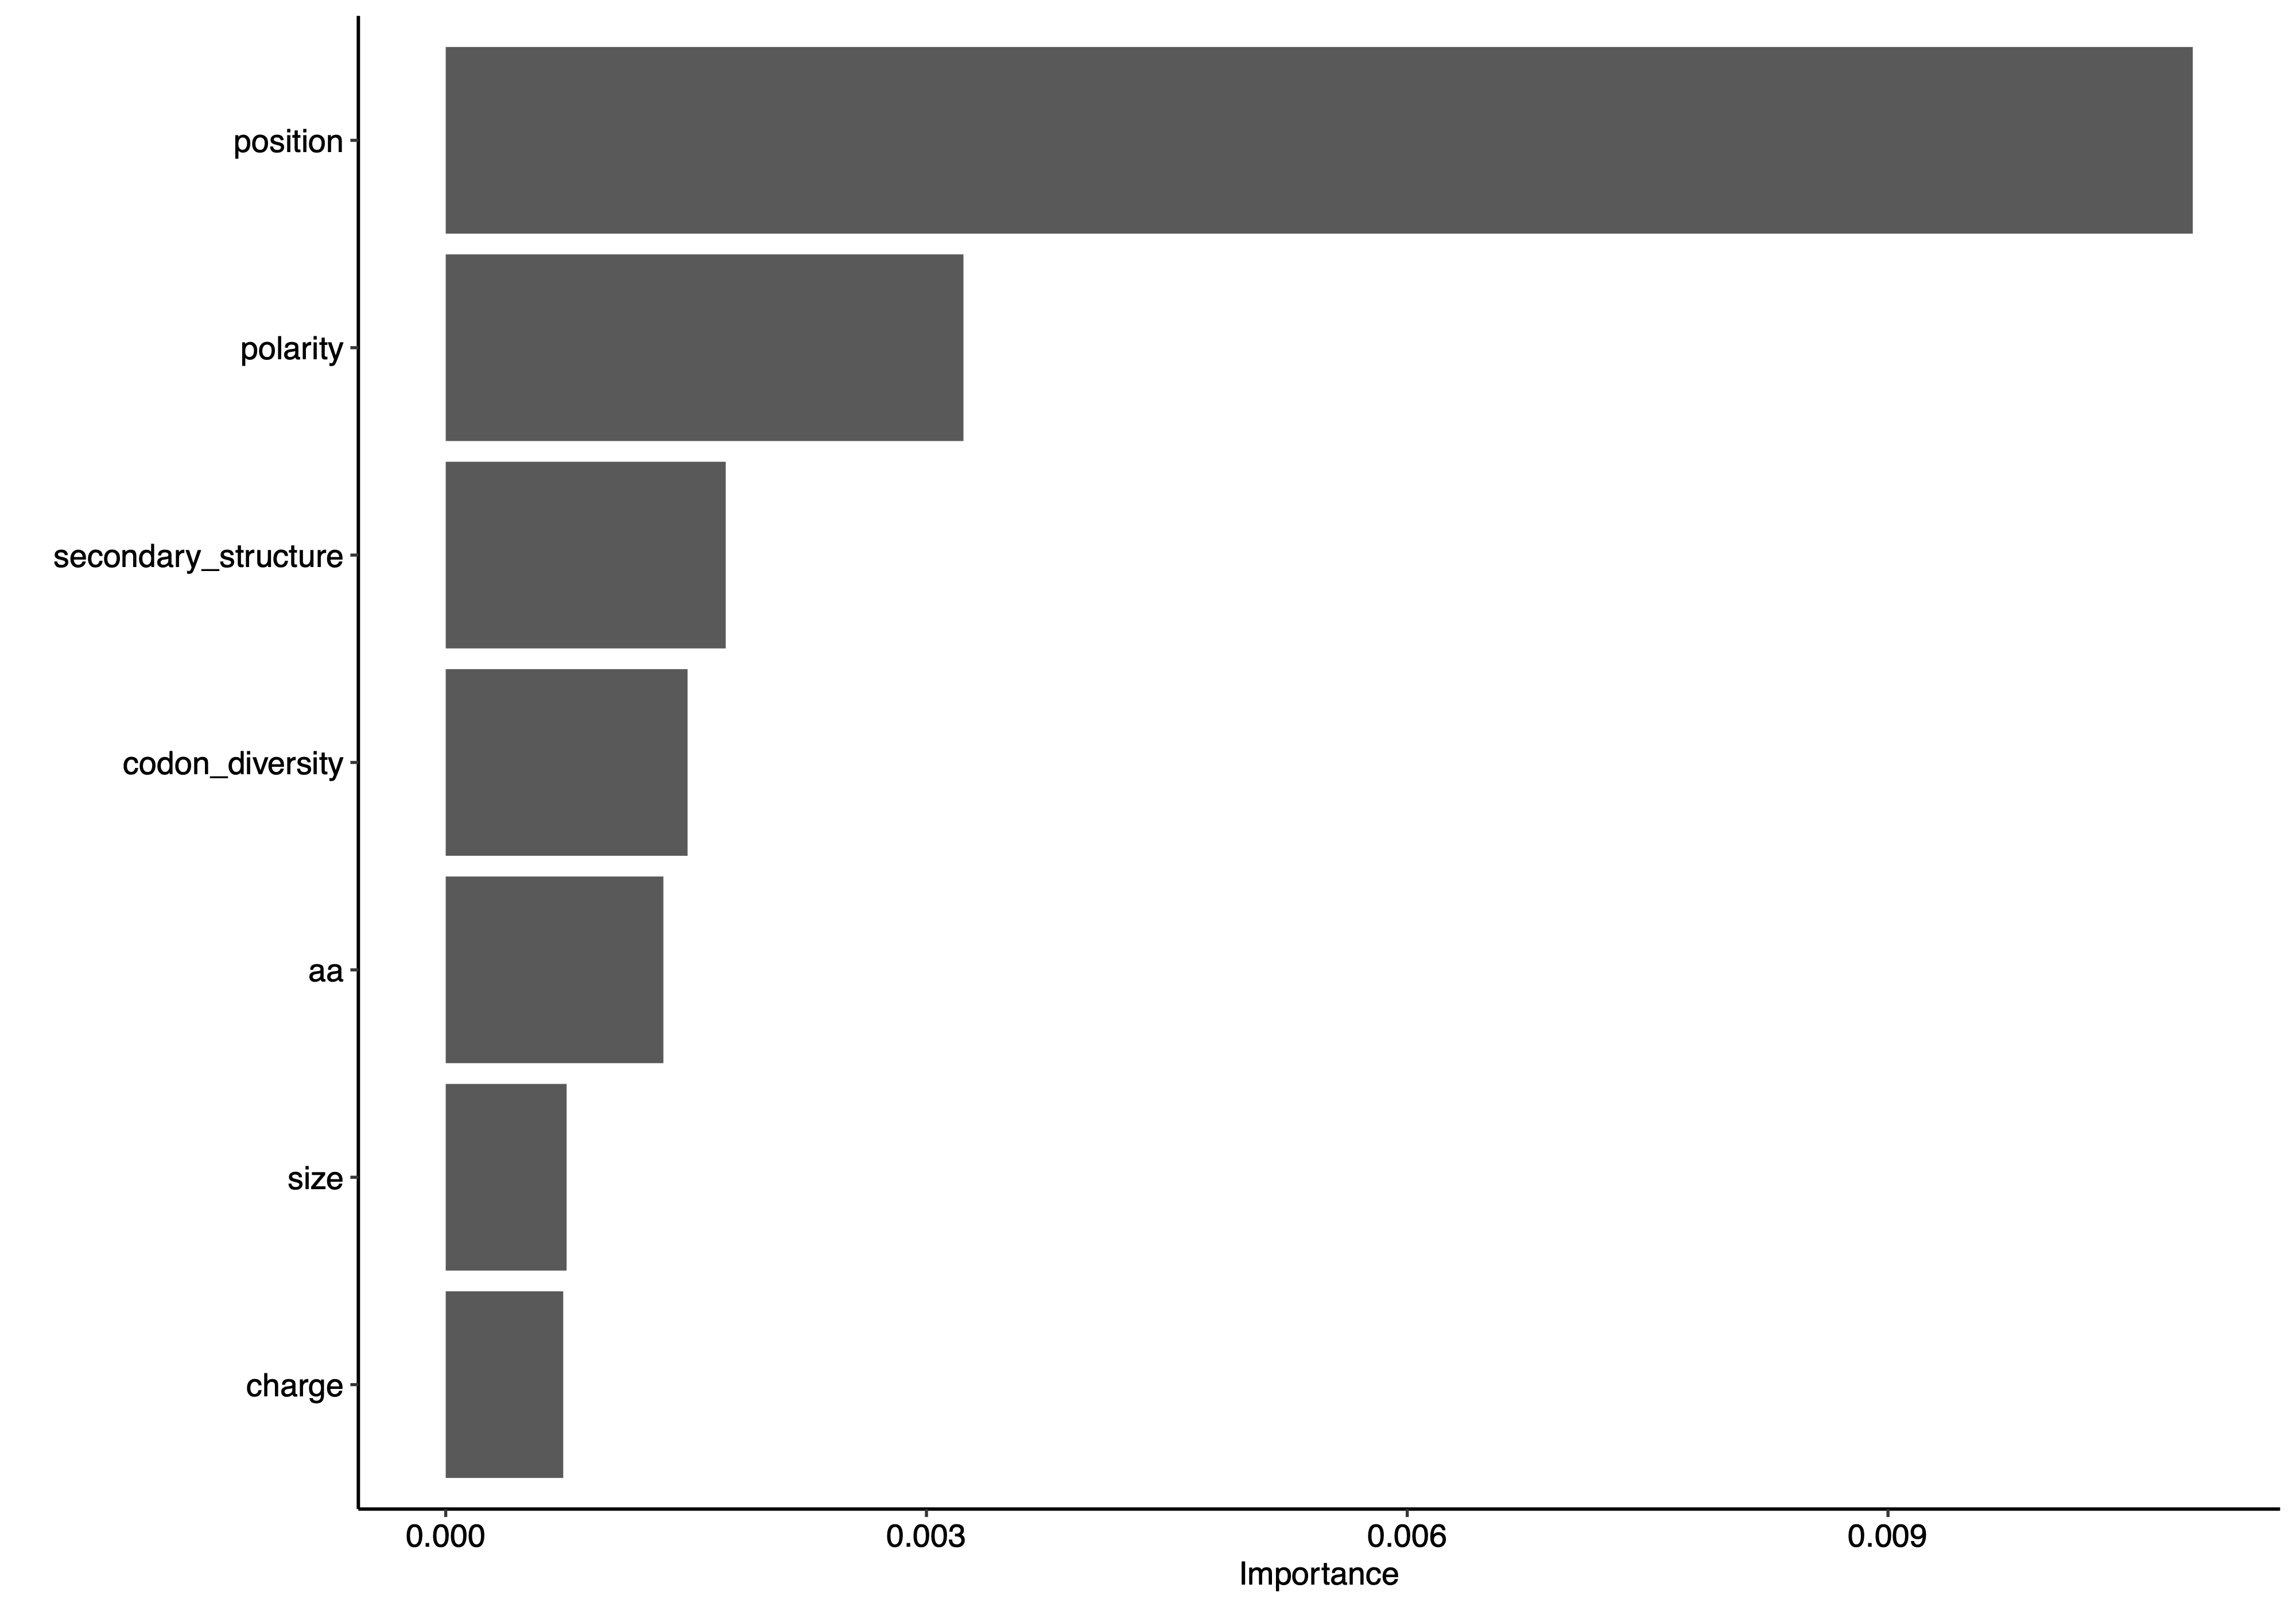 position
polarity
secondary_structure
codon_diversity
aa
size
charge
0.000 0.003 0.006 0.009
Importance